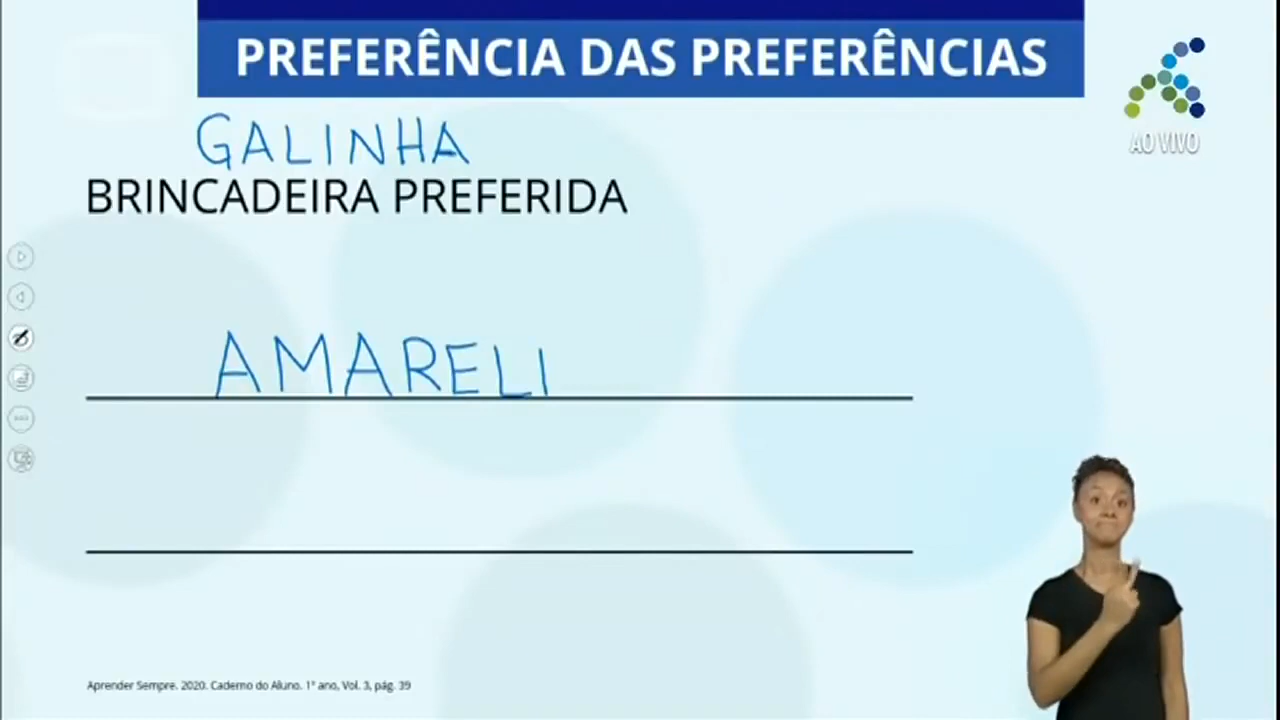 PREFERÊNCIA DAS PREFERÊNCIAS
AO VIVO
GALINHA
BRINCADEIRA PREFERIDA
AMARELI
Aprender Sempre. 2020. Caderno do Aluno. 1º ano, Vol. 3, pág. 39